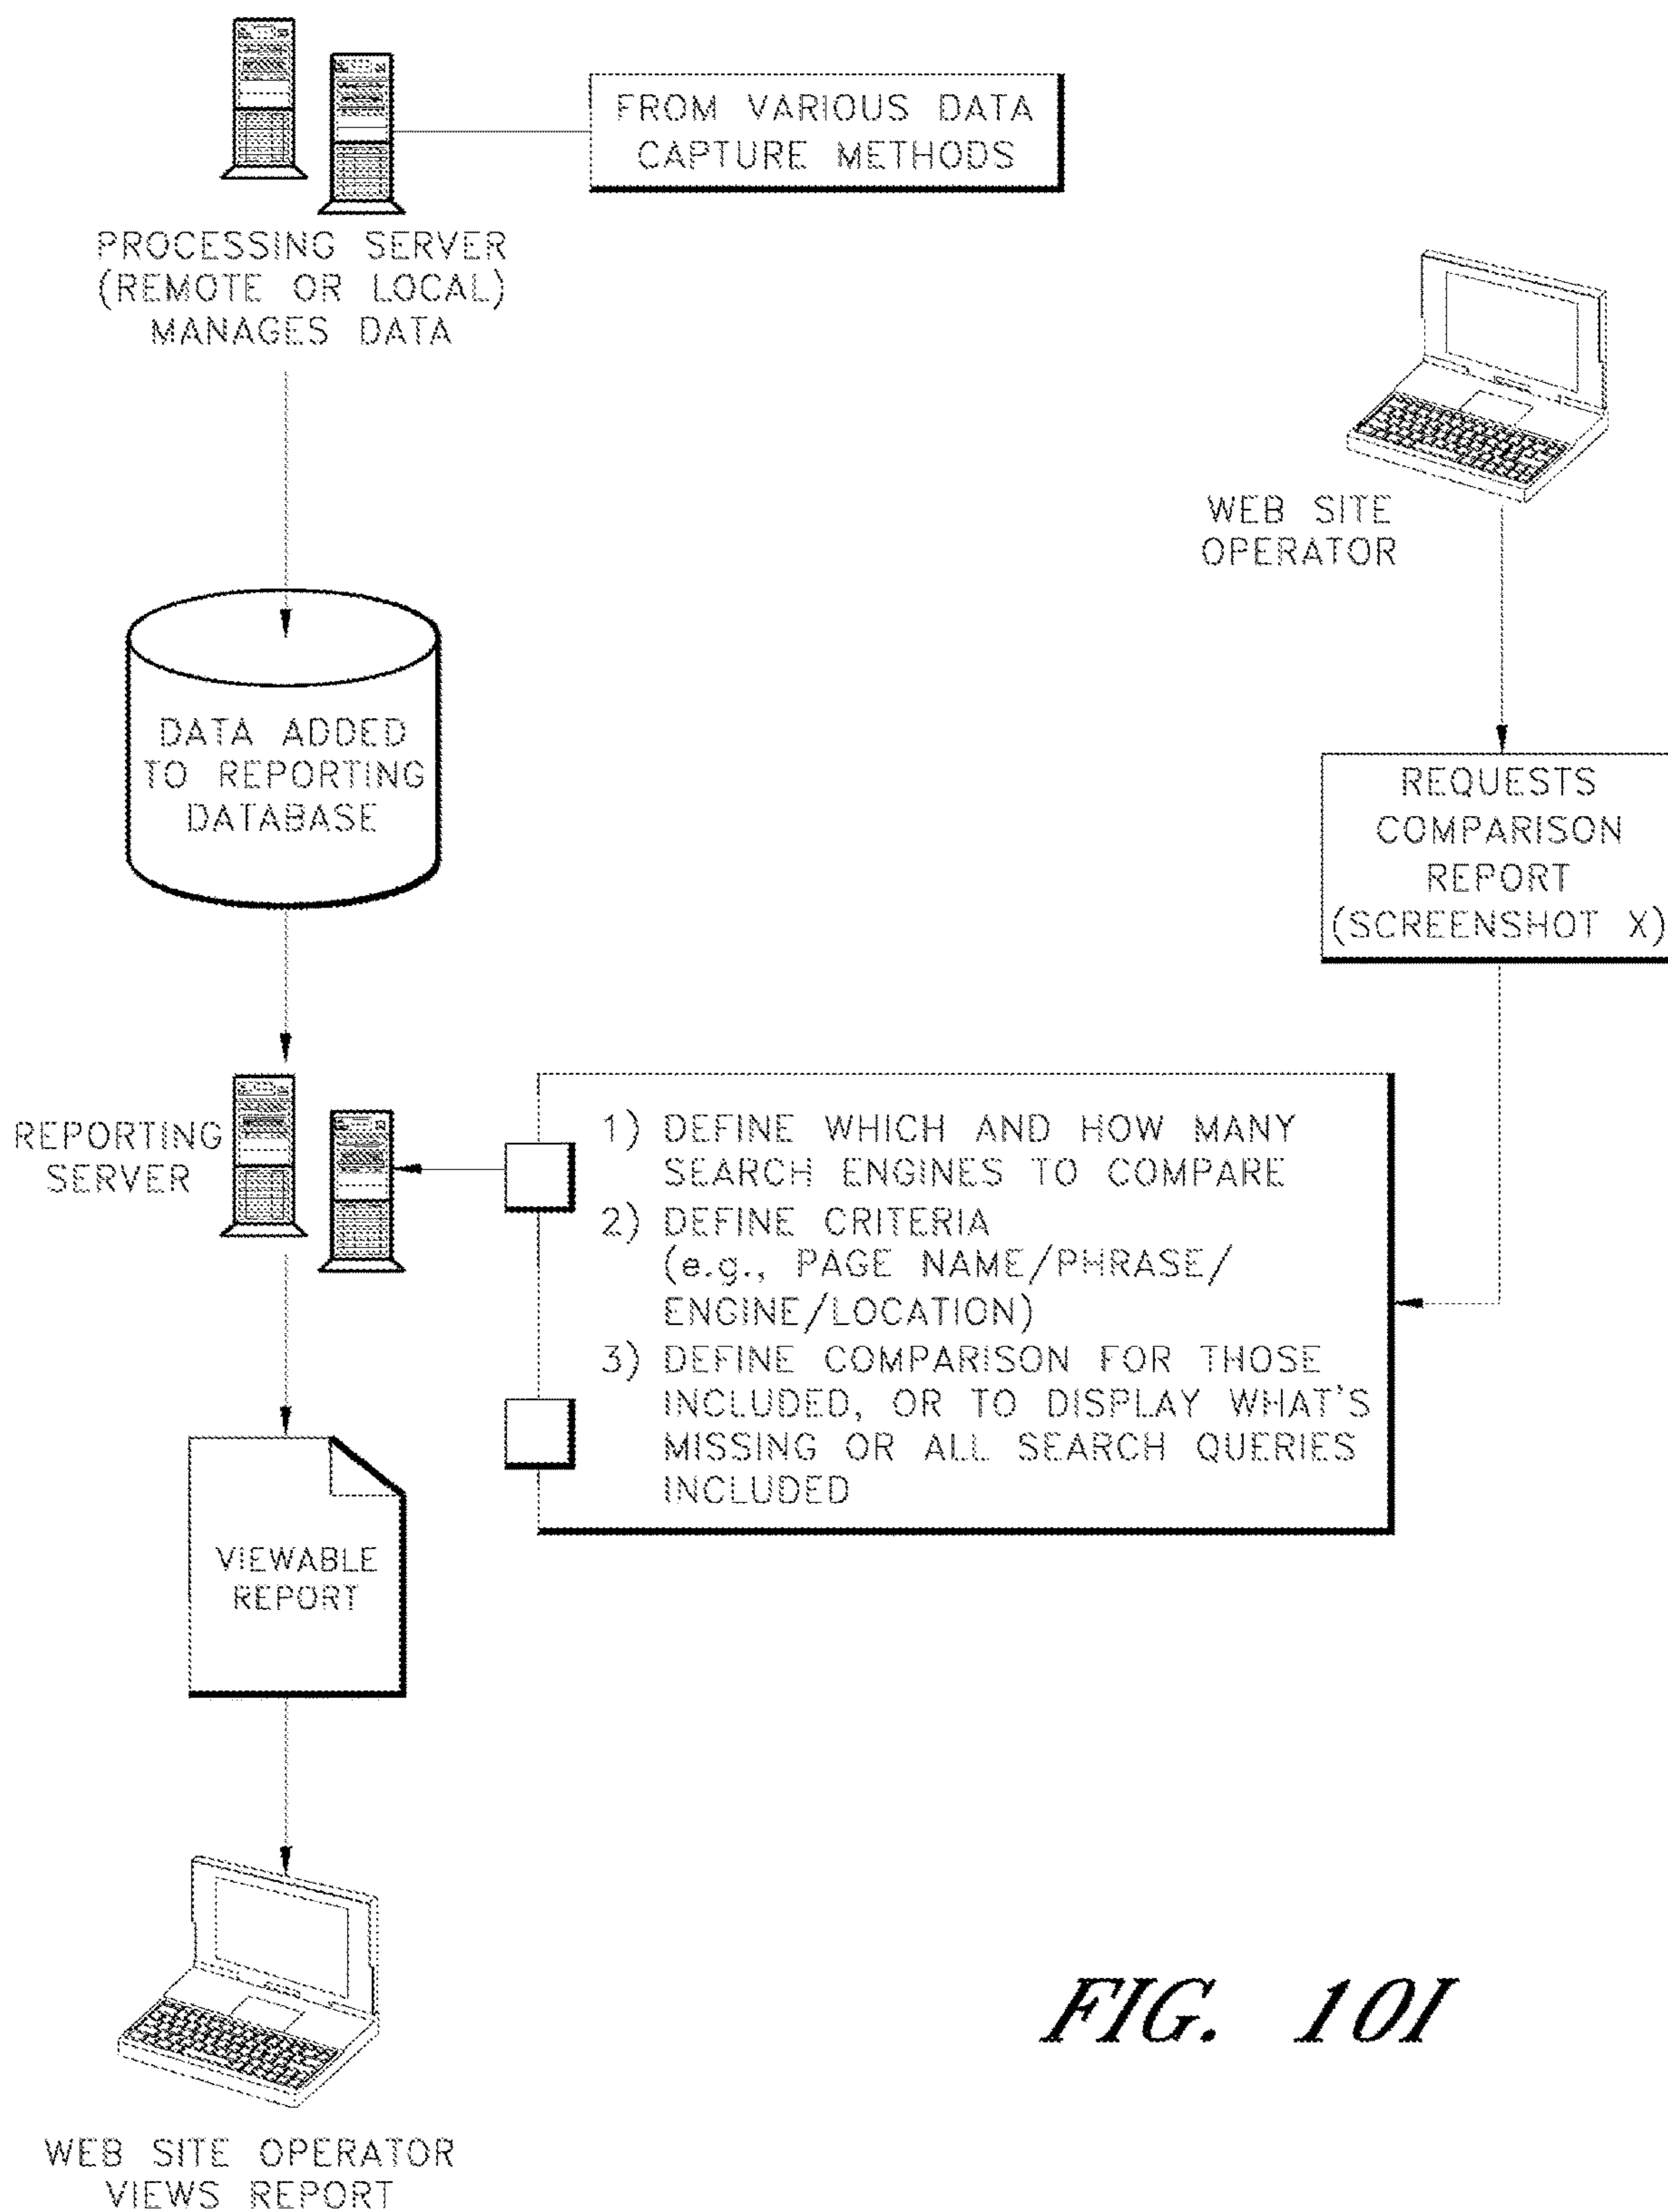 FROM VARIOUS DATA
CAPTURE METHODS
PROCESSING SERVER
(REMOTE OR LOCAL)
MANAGES DATA
WEB SITE
OPERATOR
DATA ADDED
TO REPORTING
DATABASE
REQUESTS
COMPARISON
REPORT
(SCREENSHOT X)
REPORTING
SERVER
1) DEFINE WHICH AND HOW MANY
SEARCH ENGINES TO COMPARE
2) DEFINE CRITERIA
(e.g., PAGE NAME/PHRASE/
ENGINE/LOCATION)
3) DEFINE COMPARISON FOR THOSE
INCLUDED, OR TO DISPLAY WHAT'S
MISSING OR ALL SEARCH QUERIES
INCLUDED
VIEWABLE
REPORT
WEB SITE OPERATOR
VIEWS REPORT
FIG. 10I